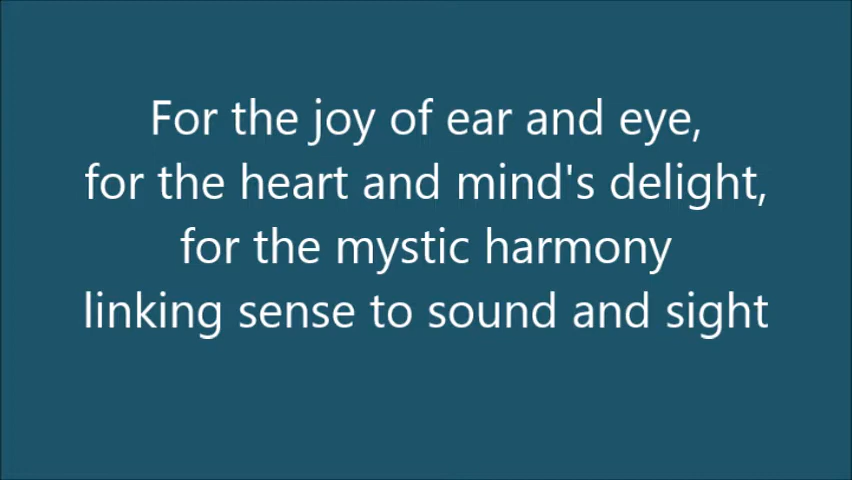 For the joy of ear and eye,
for the heart and mind's delight,
for the mystic harmony
linking sense to sound and sight